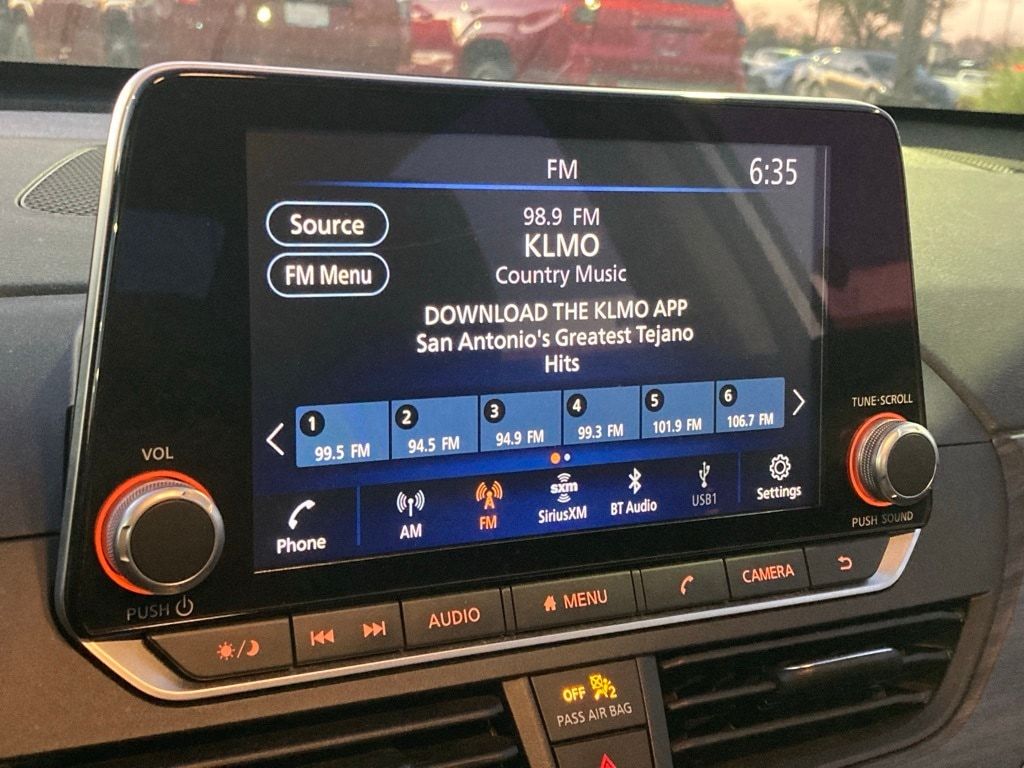 FM
6:35
Source
98.9 FM
KLMO
FM Menu
Country Music
DOWNLOAD THE KLMO APP
San Antonio's Greatest Tejano
Hits
1
2
3
4
5
6
99.5 FM
94.5 FM
94.9 FM
99.3 FM
101.9 FM
106.7 FM
TUNE·SCROLL
VOL
Phone
AM
FM
sxm
SiriusXM
BT Audio
USB1
Settings
PUSH SOUND
PUSH
AUDIO
MENU
CAMERA
OFF 2
PASS AIR BAG